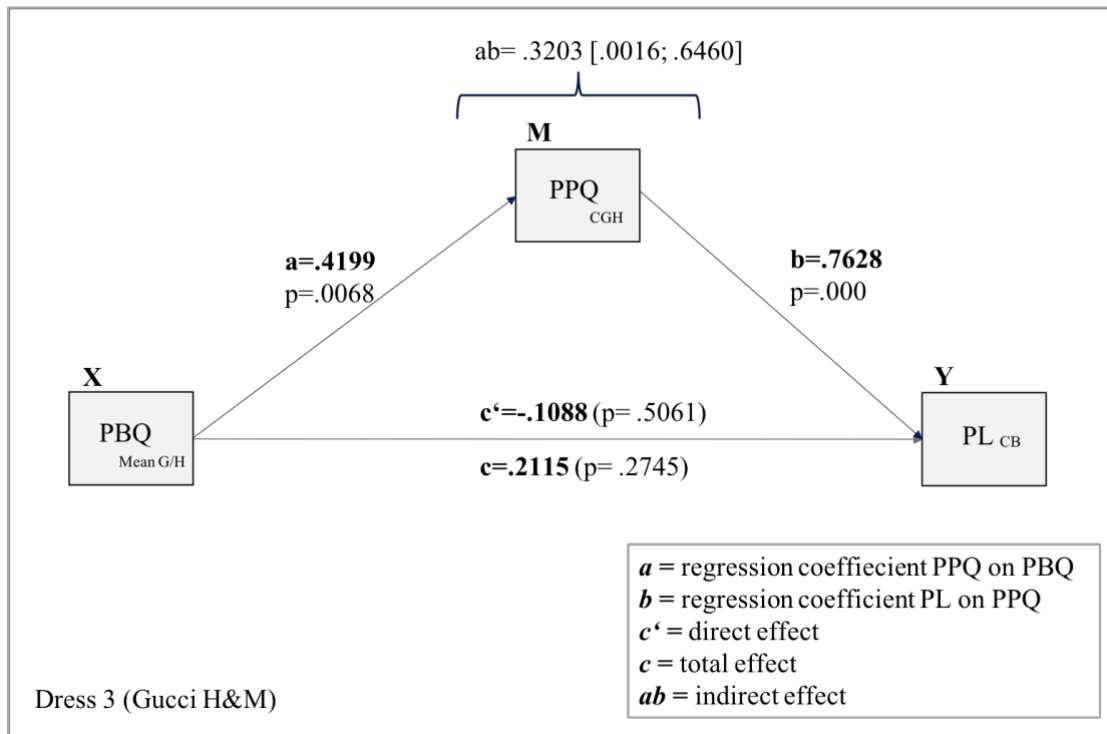 ab= .3203 [.0016; .6460]
M
PPQ
CGH
a=.4199
p=.0068
b=.7628
p=.000
X
PBQ
Mean G/H
c‘=-.1088 (p= .5061)
c=.2115 (p= .2745)
Y
PL CB
a = regression coeffiecient PPQ on PBQ
b = regression coefficient PL on PPQ
c‘ = direct effect
c = total effect
ab = indirect effect
Dress 3 (Gucci H&M)